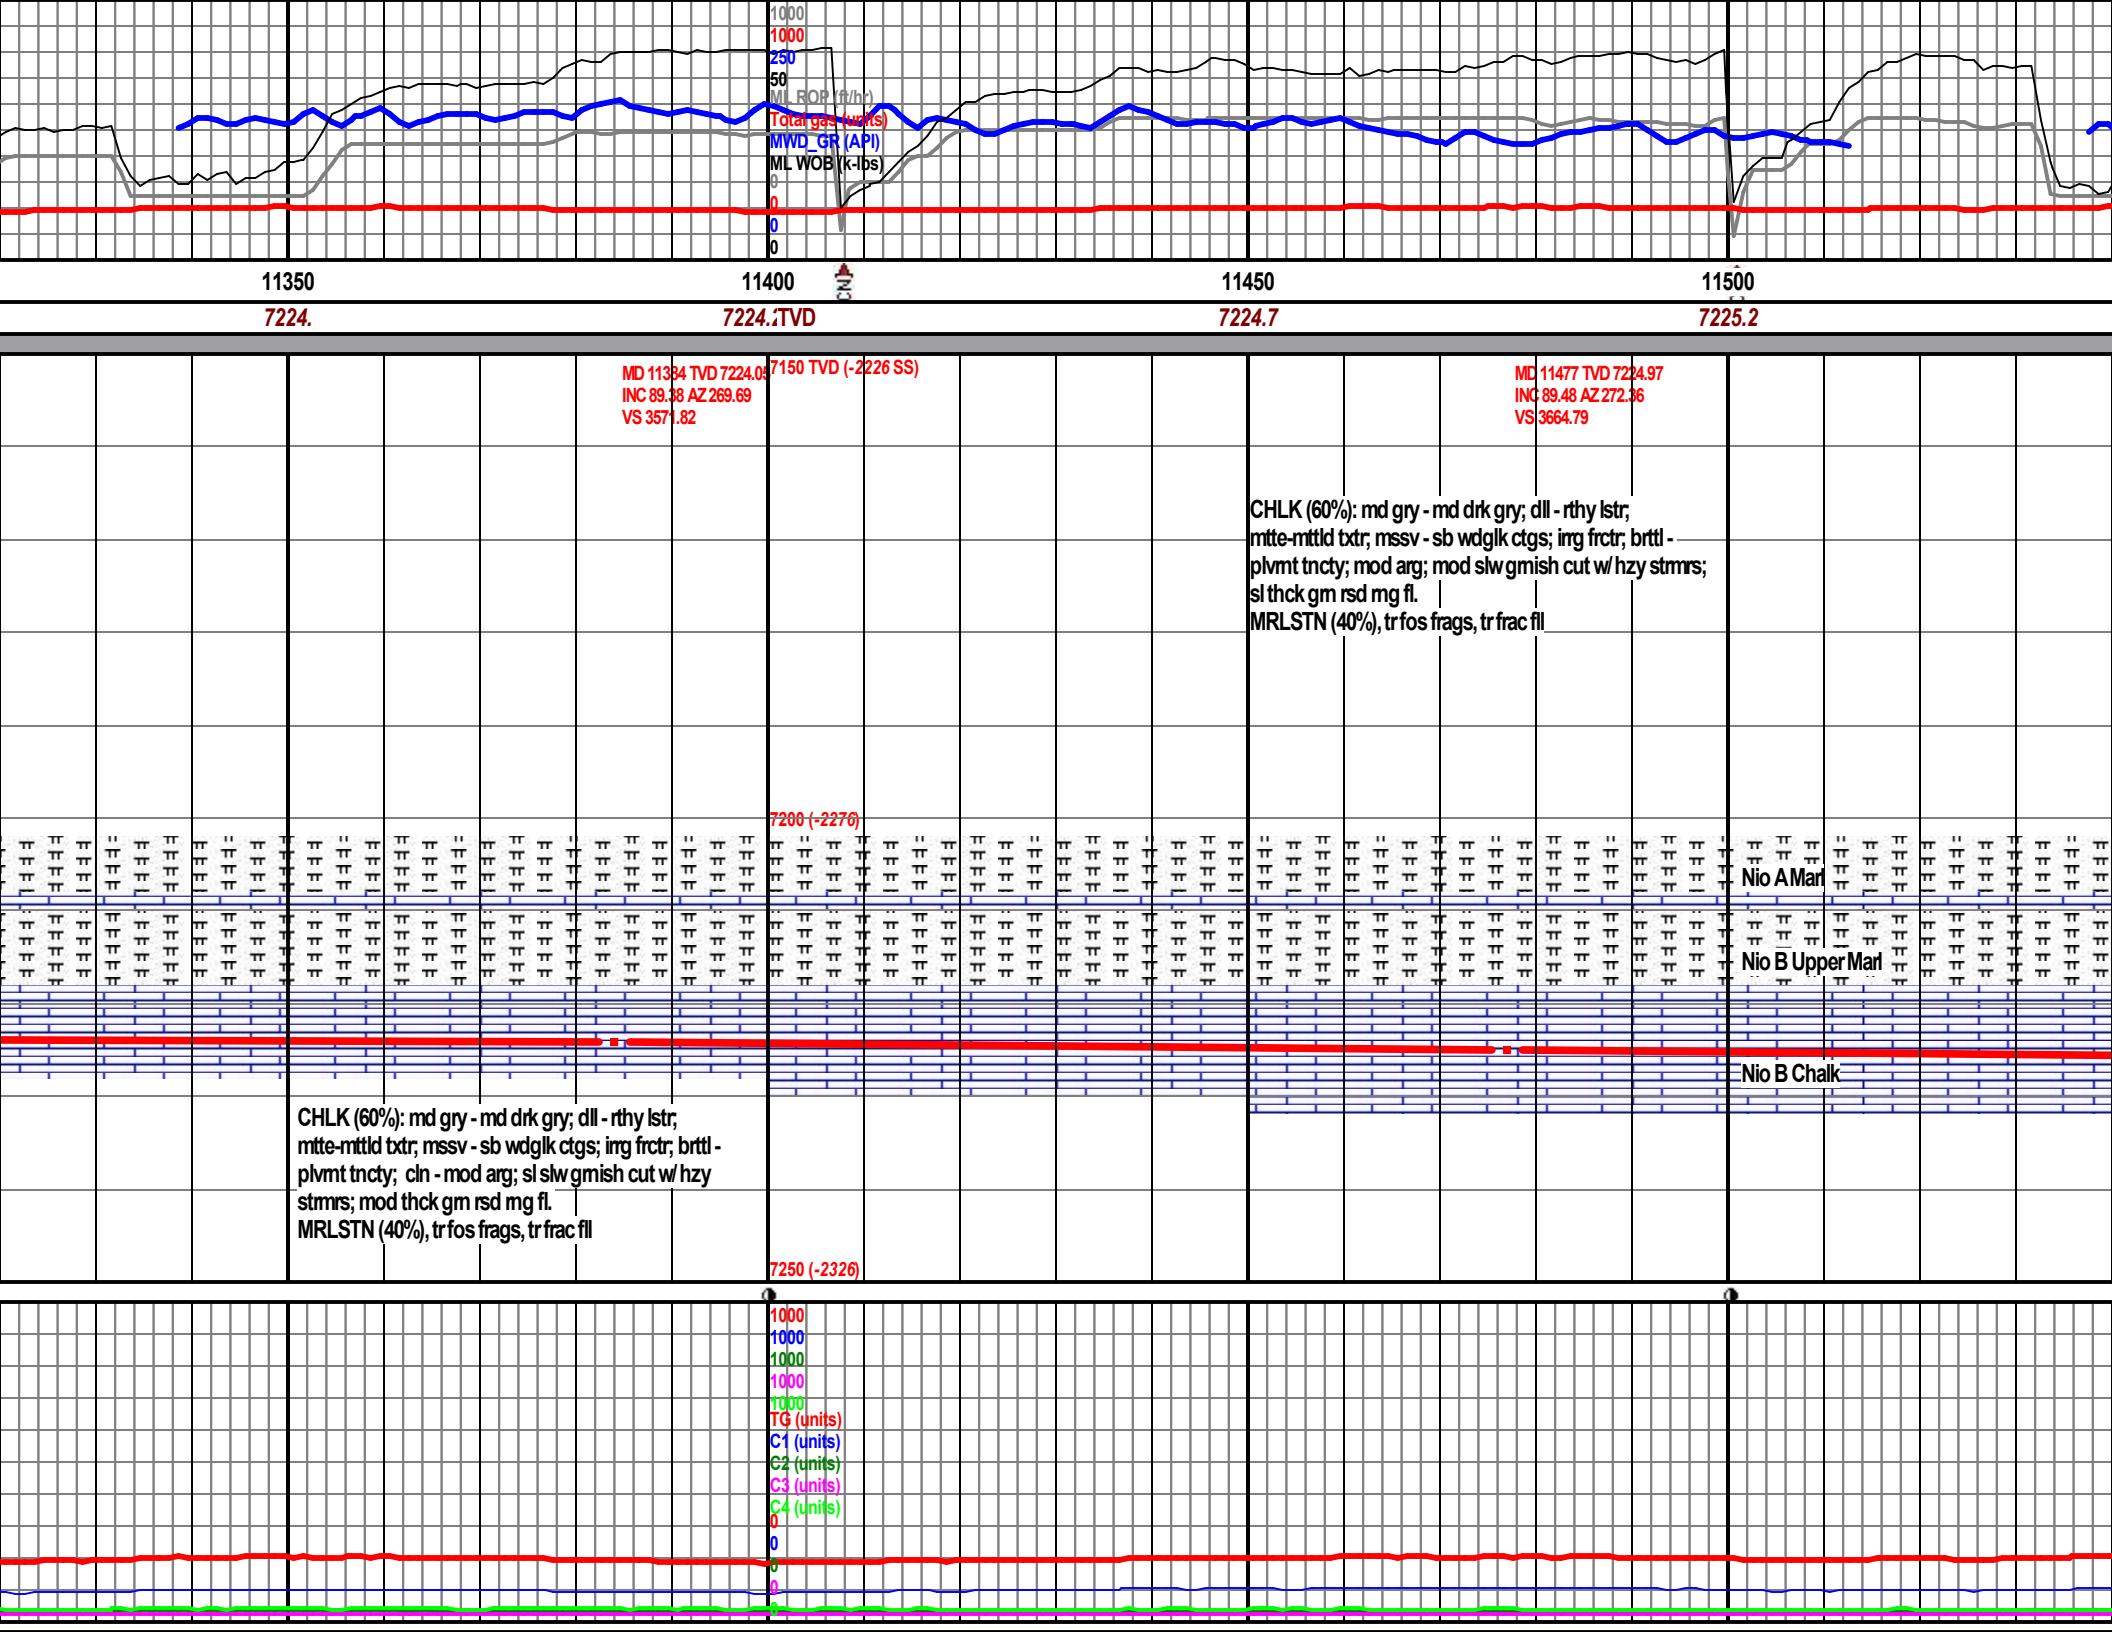 1000
1000
250
50
ML ROP (ft/hr)
Total gas (units)
MWD_GR (API)
ML WOB (k-lbs)
0
0
0
0
11350 11400 11450 11500
CN
7224. 7224.2 TVD 7224.7 7225.2
MD 11384 TVD 7224.05
INC 89.38 AZ 269.69
VS 3571.82
7150 TVD (-2226 SS)
MD 11477 TVD 7224.97
INC 89.48 AZ 272.36
VS 3664.79
CHLK (60%): md gry - md drk gry; dll - rthy lstr;
mtte-mttld txtr; mssv - sb wdglk ctgs; irrg frctr; brttl -
plvrnt tncty; mod arg; mod slw grnish cut w/ hzy strmrs;
sl thck grn rsd rng fl.
MRLSTN (40%), tr fos frags, tr frac fll
7200 (-2276)
Nio A Marl
Nio B Upper Marl
Nio B Chalk
CHLK (60%): md gry - md drk gry; dll - rthy lstr;
mtte-mttld txtr; mssv - sb wdglk ctgs; irrg frctr; brttl -
plvrnt tncty; cln - mod arg; sl slw grnish cut w/ hzy
strmrs; mod thck grn rsd rng fl.
MRLSTN (40%), tr fos frags, tr frac fll
7250 (-2326)
1000
1000
1000
1000
1000
TG (units)
C1 (units)
C2 (units)
C3 (units)
C4 (units)
0
0
0
0
0